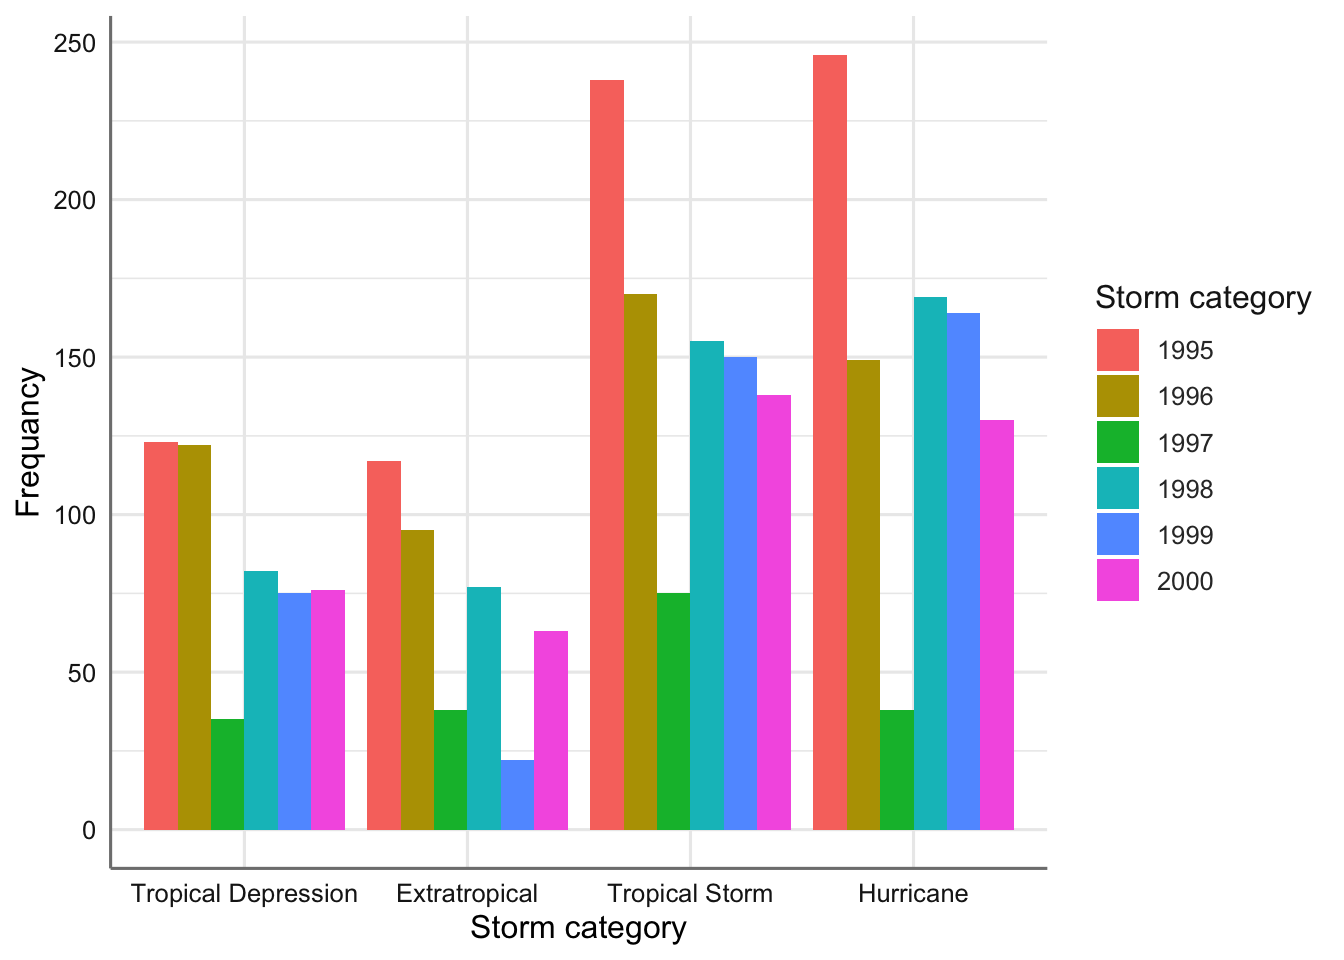 250
200
150
100
50
0
Frequancy
Tropical Depression
Extratropical
Tropical Storm
Hurricane
Storm category
Storm category
1995
1996
1997
1998
1999
2000